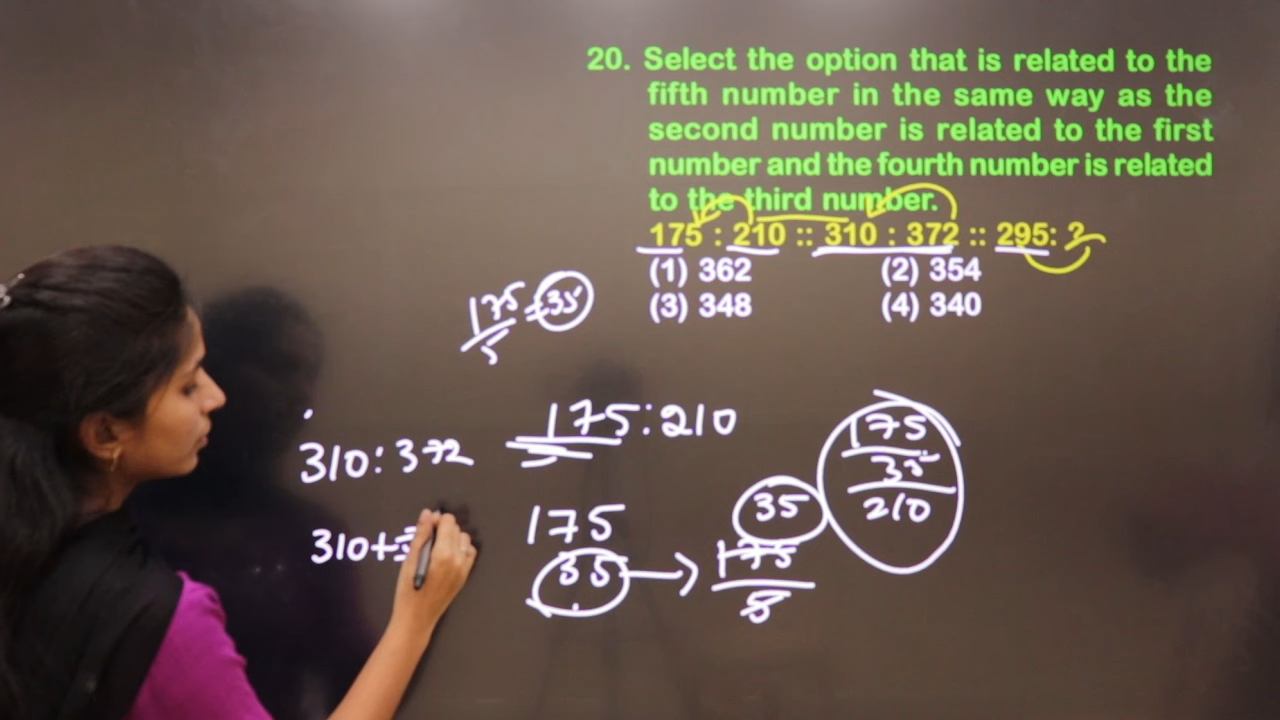 20. Select the option that is related to the
fifth number in the same way as the
second number is related to the first
number and the fourth number is related
to the third number.
175 : 210 :: 310 : 372 :: 295: ?
(1) 362 (2) 354
(3) 348 (4) 340
175/5 = 35
175:210
310:372
175
35
210
310+
175
35
35
175
5